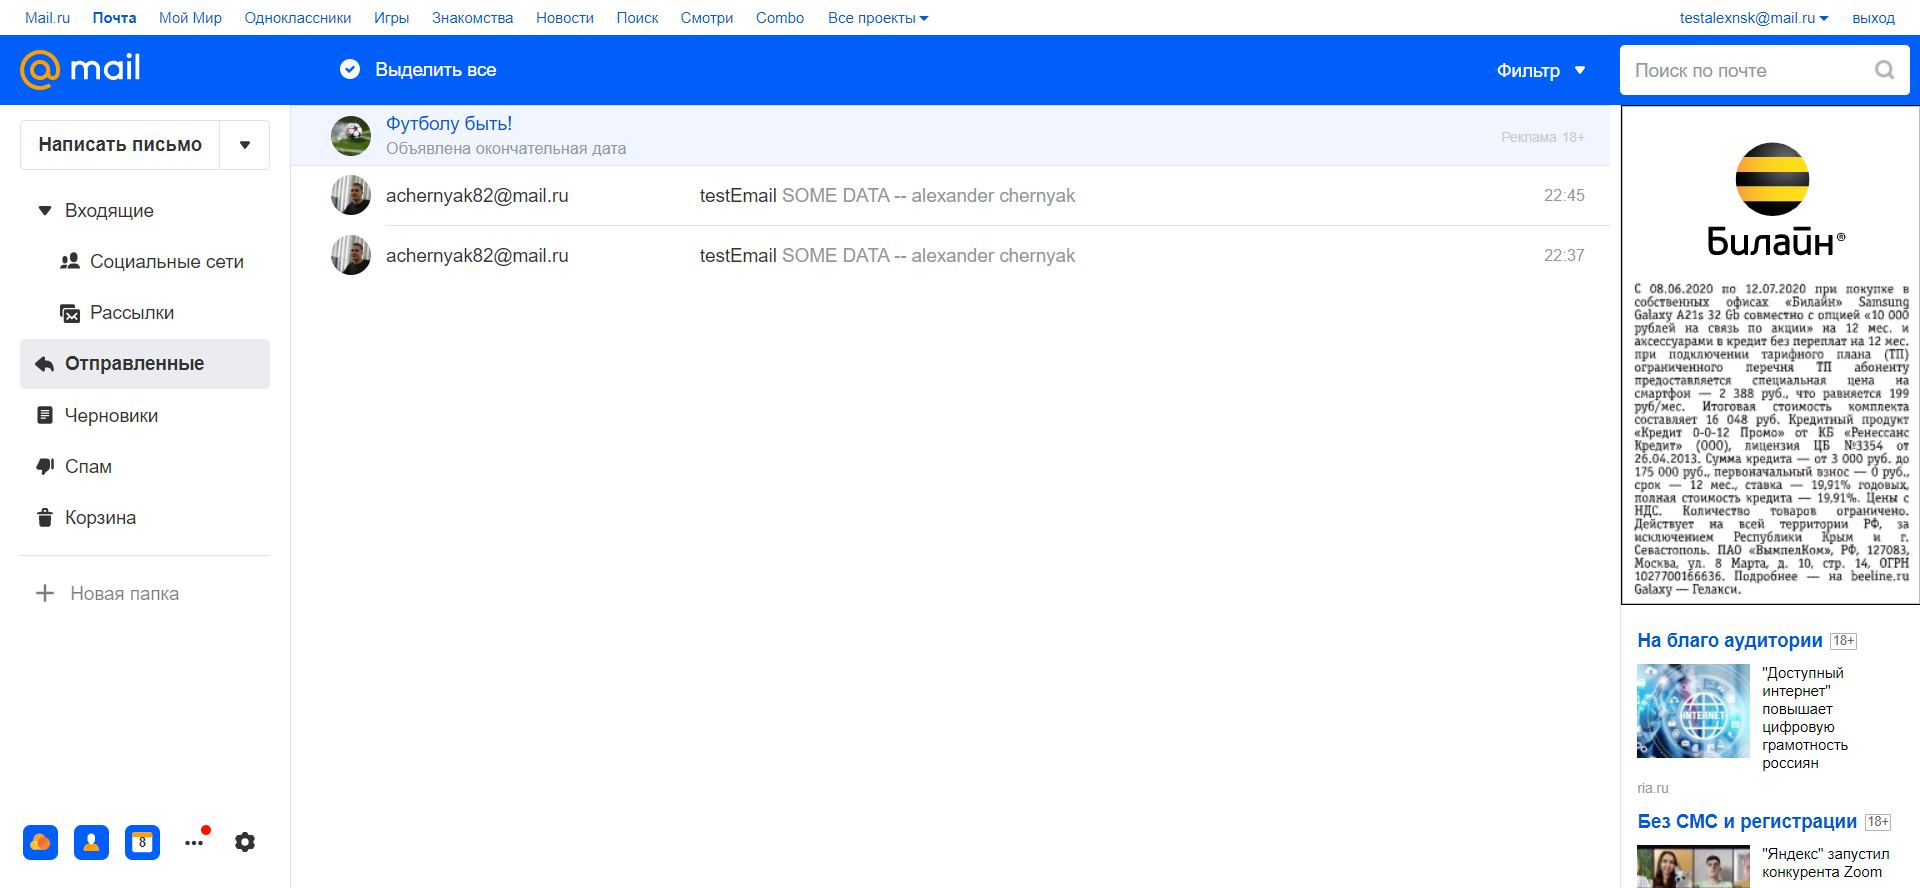 Mail.ru Почта Мой Мир Одноклассники Игры Знакомства Новости Поиск Смотри Combo Все проекты testalexnsk@mail.ru выход
mail Выделить все Фильтр Поиск по почте
Написать письмо
Входящие
Социальные сети
Рассылки
Отправленные
Черновики
Спам
Корзина
Новая папка
8
Футболу быть!
Объявлена окончательная дата
Реклама 18+
achernyak82@mail.ru testEmail SOME DATA -- alexander chernyak 22:45
achernyak82@mail.ru testEmail SOME DATA -- alexander chernyak 22:37
Билайн®
С 08.06.2020 по 12.07.2020 при покупке в
собственных офисах «Билайн» Samsung
Galaxy A21s 32 Gb совместно с опцией «10 000
рублей на связь по акции» на 12 мес. и
аксессуарами в кредит без переплат на 12 мес.
при подключении тарифного плана (ТП)
ограниченного перечня ТП абоненту
предоставляется специальная цена на
смартфон — 2 388 руб., что равняется 199
руб/мес. Итоговая стоимость комплекта
составляет 16 048 руб. Кредитный продукт
«Кредит 0-0-12 Промо» от КБ «Ренессанс
Кредит» (ООО), лицензия ЦБ №3354 от
26.04.2013. Сумма кредита — от 3 000 руб. до
175 000 руб., первоначальный взнос — 0 руб.,
срок — 12 мес., ставка — 19,91% годовых,
полная стоимость кредита — 19,91%. Цены с
НДС. Количество товаров ограничено.
Действует на всей территории РФ, за
исключением Республики Крым и г.
Севастополь. ПАО «ВымпелКом», РФ, 127083,
Москва, ул. 8 Марта, д. 10, стр. 14, ОГРН
1027700166636. Подробнее — на beeline.ru
Galaxy — Гелакси.
На благо аудитории 18+
INTERNET
"Доступный
интернет"
повышает
цифровую
грамотность
россиян
ria.ru
Без СМС и регистрации 18+
"Яндекс" запустил
конкурента Zoom